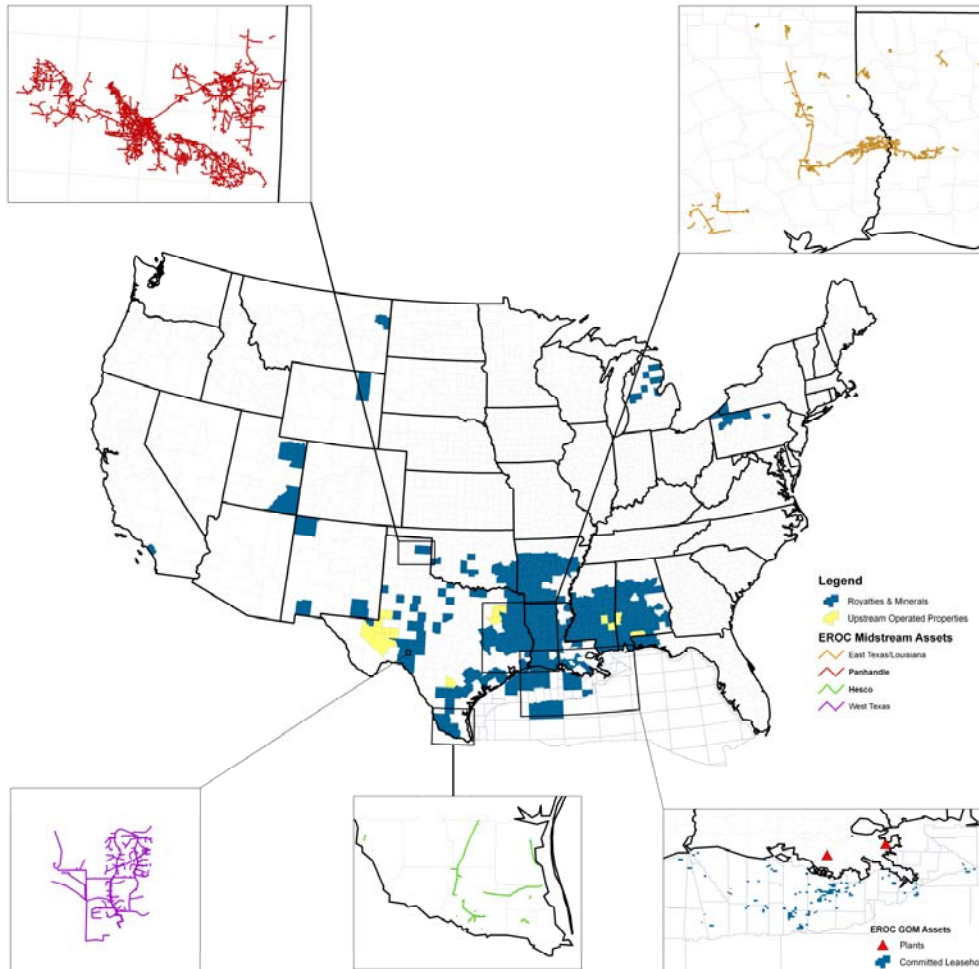 Legend
Royalties & Minerals
Upstream Operated Properties
EROC Midstream Assets
East Texas/Louisiana
Panhandle
Hesco
West Texas
EROC GOM Assets
Plants
Committed Leaseho